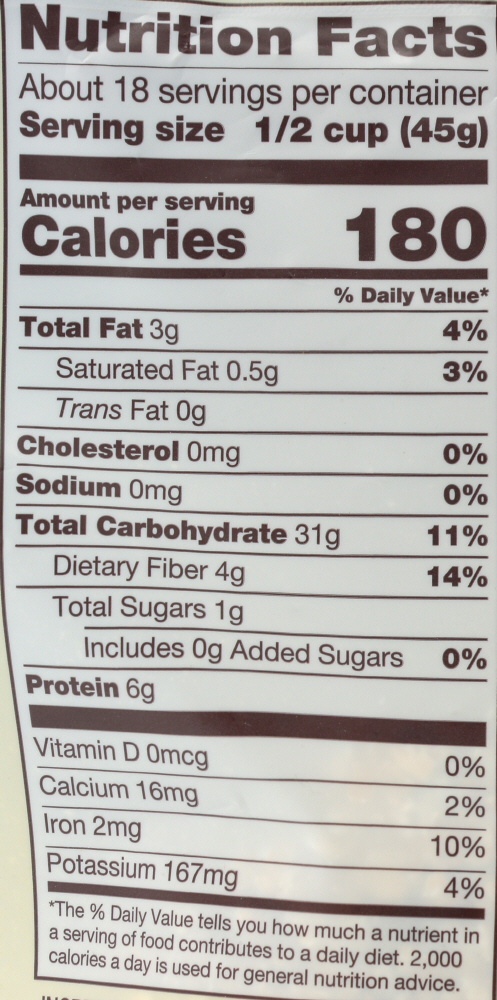 Nutrition Facts
About 18 servings per container
Serving size 1/2 cup (45g)
Amount per serving
Calories 180
% Daily Value*
Total Fat 3g 4%
Saturated Fat 0.5g 3%
Trans Fat 0g
Cholesterol 0mg 0%
Sodium 0mg 0%
Total Carbohydrate 31g 11%
Dietary Fiber 4g 14%
Total Sugars 1g
Includes 0g Added Sugars 0%
Protein 6g
Vitamin D 0mcg 0%
Calcium 16mg 2%
Iron 2mg 10%
Potassium 167mg 4%
*The % Daily Value tells you how much a nutrient in
a serving of food contributes to a daily diet. 2,000
calories a day is used for general nutrition advice.